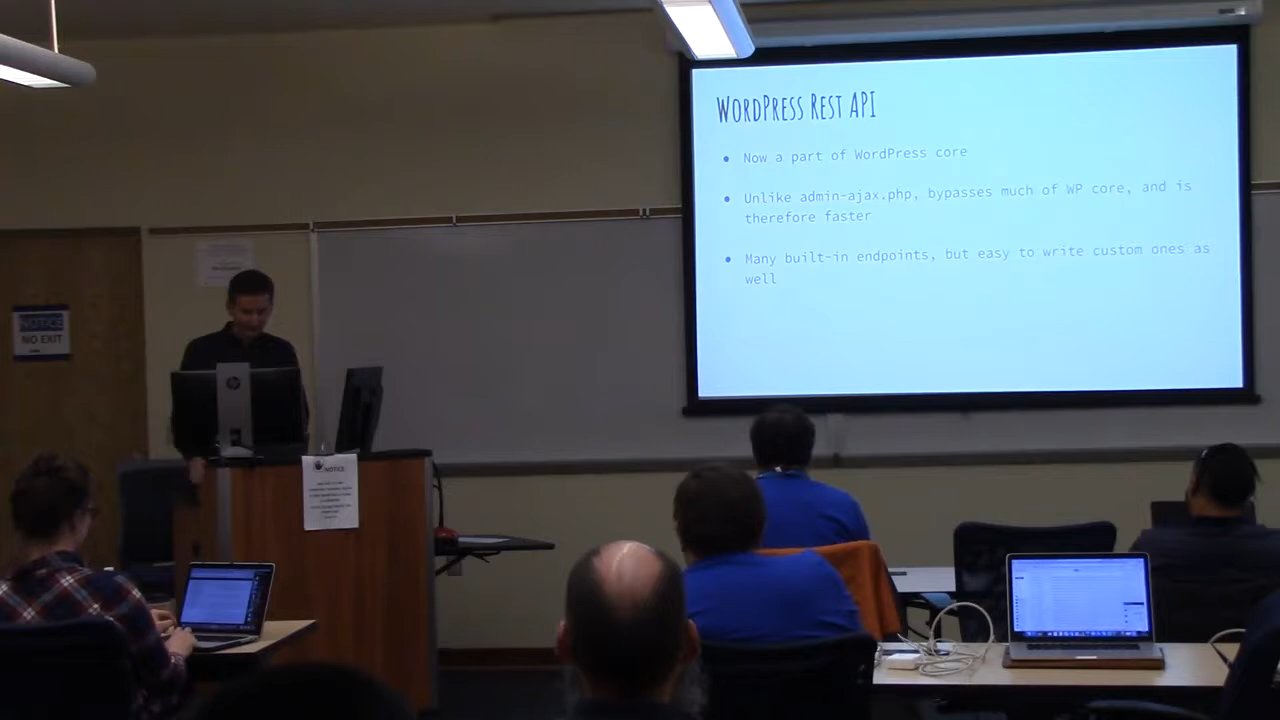 WordPress Rest API
Now a part of WordPress core
Unlike admin-ajax.php, bypasses much of WP core, and is
therefore faster
Many built-in endpoints, but easy to write custom ones as
well
NOTICE
NO EXIT
hp
NOTICE